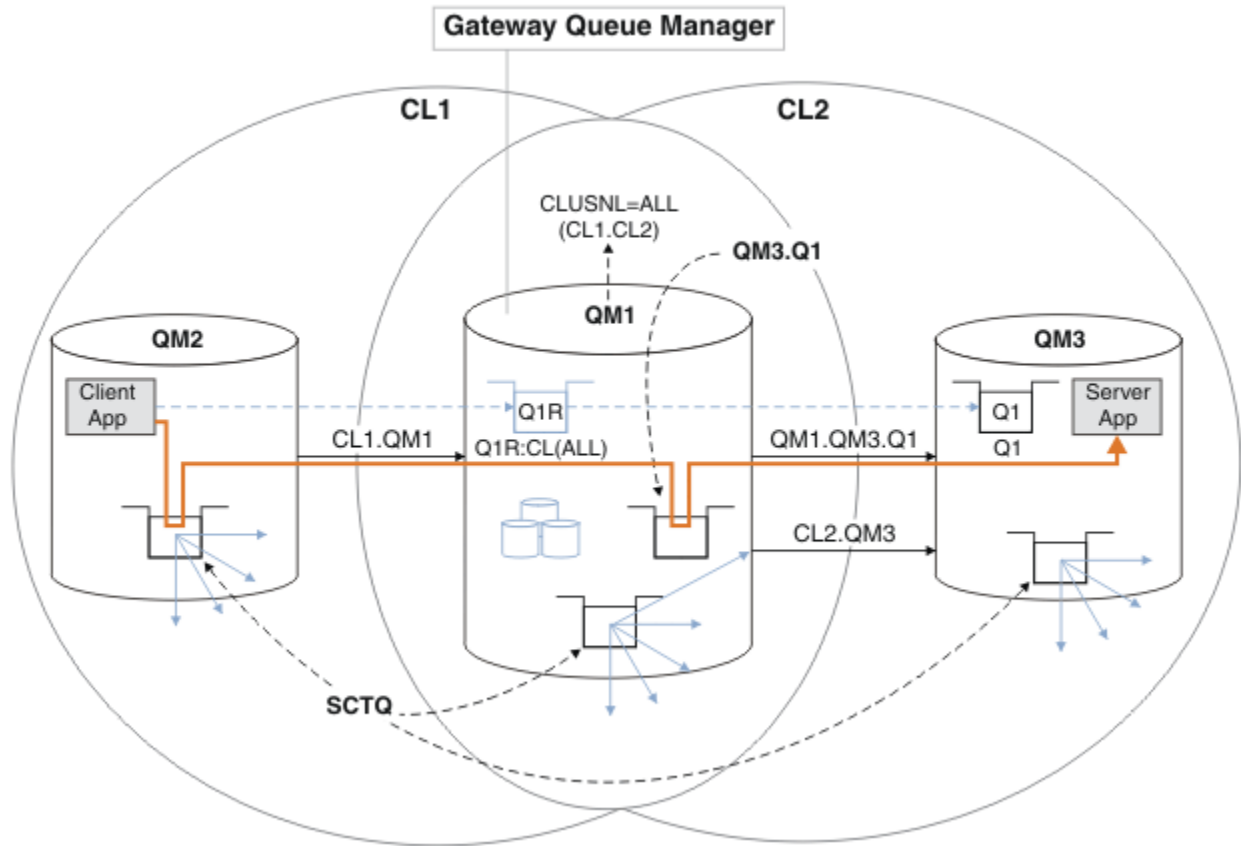 Gateway Queue Manager
CL1
CL2
CLUSNL=ALL
(CL1.CL2)
QM3.Q1
QM2
QM1
QM3
Client
App
Q1R
Q1
Server
App
CL1.QM1
Q1R:CL(ALL)
QM1.QM3.Q1
Q1
CL2.QM3
SCTQ